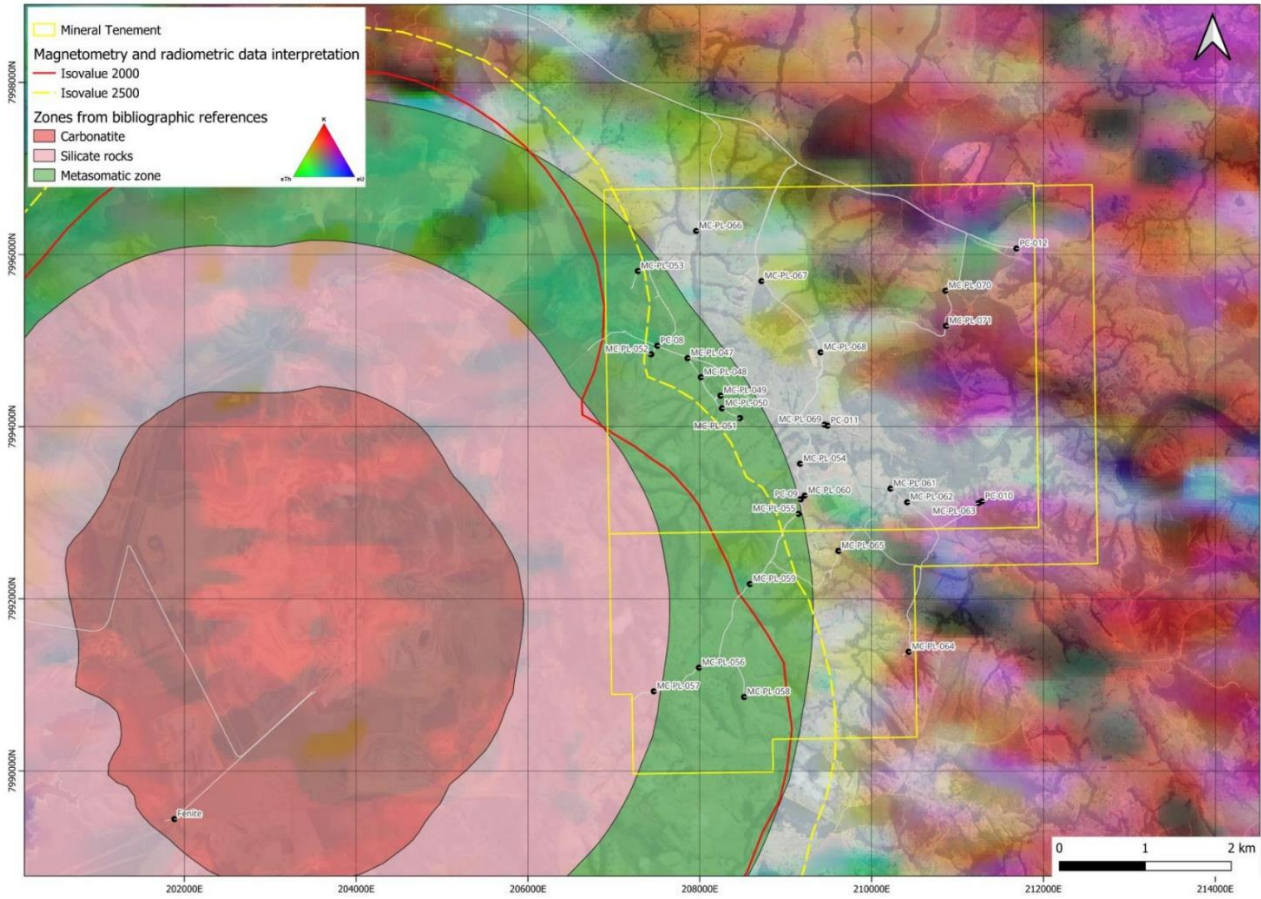 Mineral Tenement
Magnetometry and radiometric data interpretation
Isovalue 2000
Isovalue 2500
Zones from bibliographic references
Carbonatite
Silicate rocks
Metasomatic zone
K
eTh
eU
7998000N
7996000N
7994000N
7992000N
7990000N
MC-PL-066
PC-012
MC-PL-053
MC-PL-067
MC-PL-070
MC-PL-071
PC-08
MC-PL-052
MC-PL-047
MC-PL-068
MC-PL-048
MC-PL-049
MC-PL-050
MC-PL-051
MC-PL-069
PC-011
MC-PL-054
MC-PL-061
PC-09
MC-PL-060
MC-PL-062
PC-010
MC-PL-055
MC-PL-063
MC-PL-065
MC-PL-059
MC-PL-064
MC-PL-056
MC-PL-057
MC-PL-058
Fenite
0 1 2 km
202000E
204000E
206000E
208000E
210000E
212000E
214000E